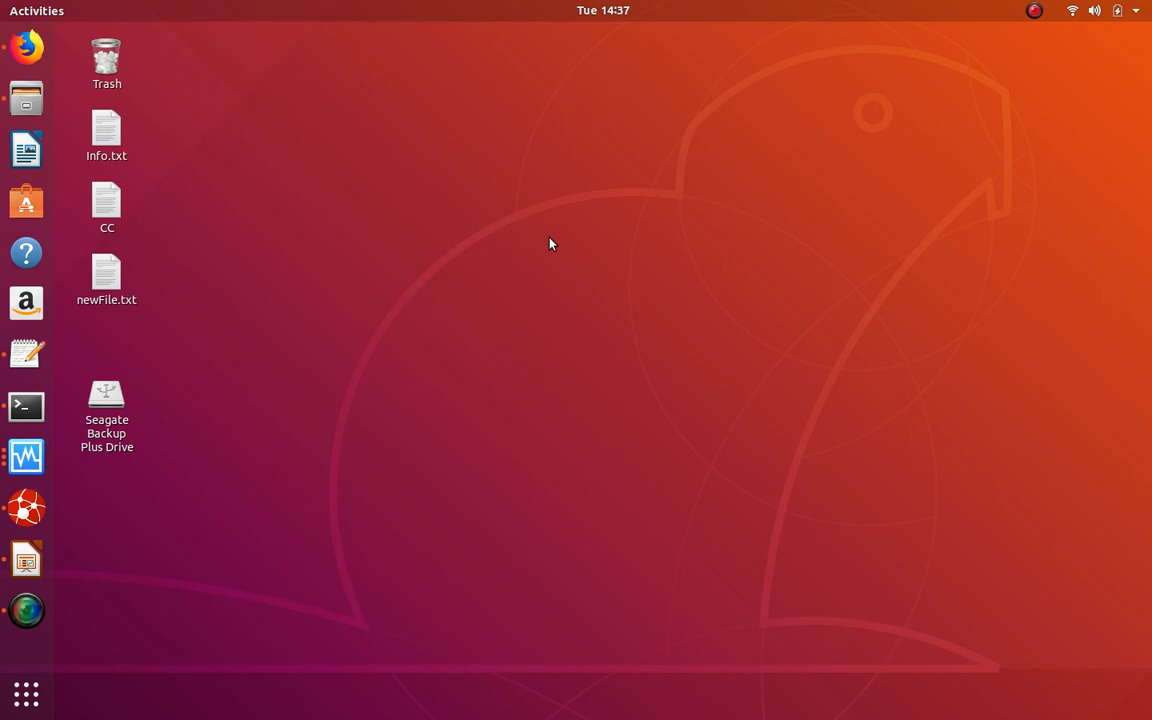 Activities
Tue 14:37
Trash
Info.txt
CC
newFile.txt
Seagate
Backup
Plus Drive